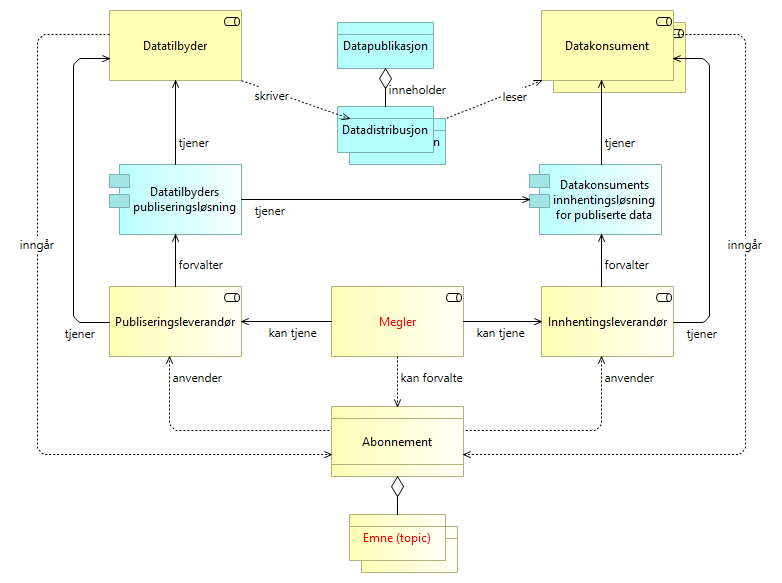 Datatilbyder
Datapublikasjon
Datakonsument
inneholder
skriver
leser
Datadistribusjon
n
tjener
tjener
Datatilbyders
publiseringsløsning
tjener
Datakonsuments
innhentingsløsning
for publiserte data
inngår
inngår
forvalter
forvalter
Publiseringsleverandør
Megler
Innhentingsleverandør
tjener
kan tjene
kan tjene
tjener
anvender
kan forvalte
anvender
Abonnement
Emne (topic)